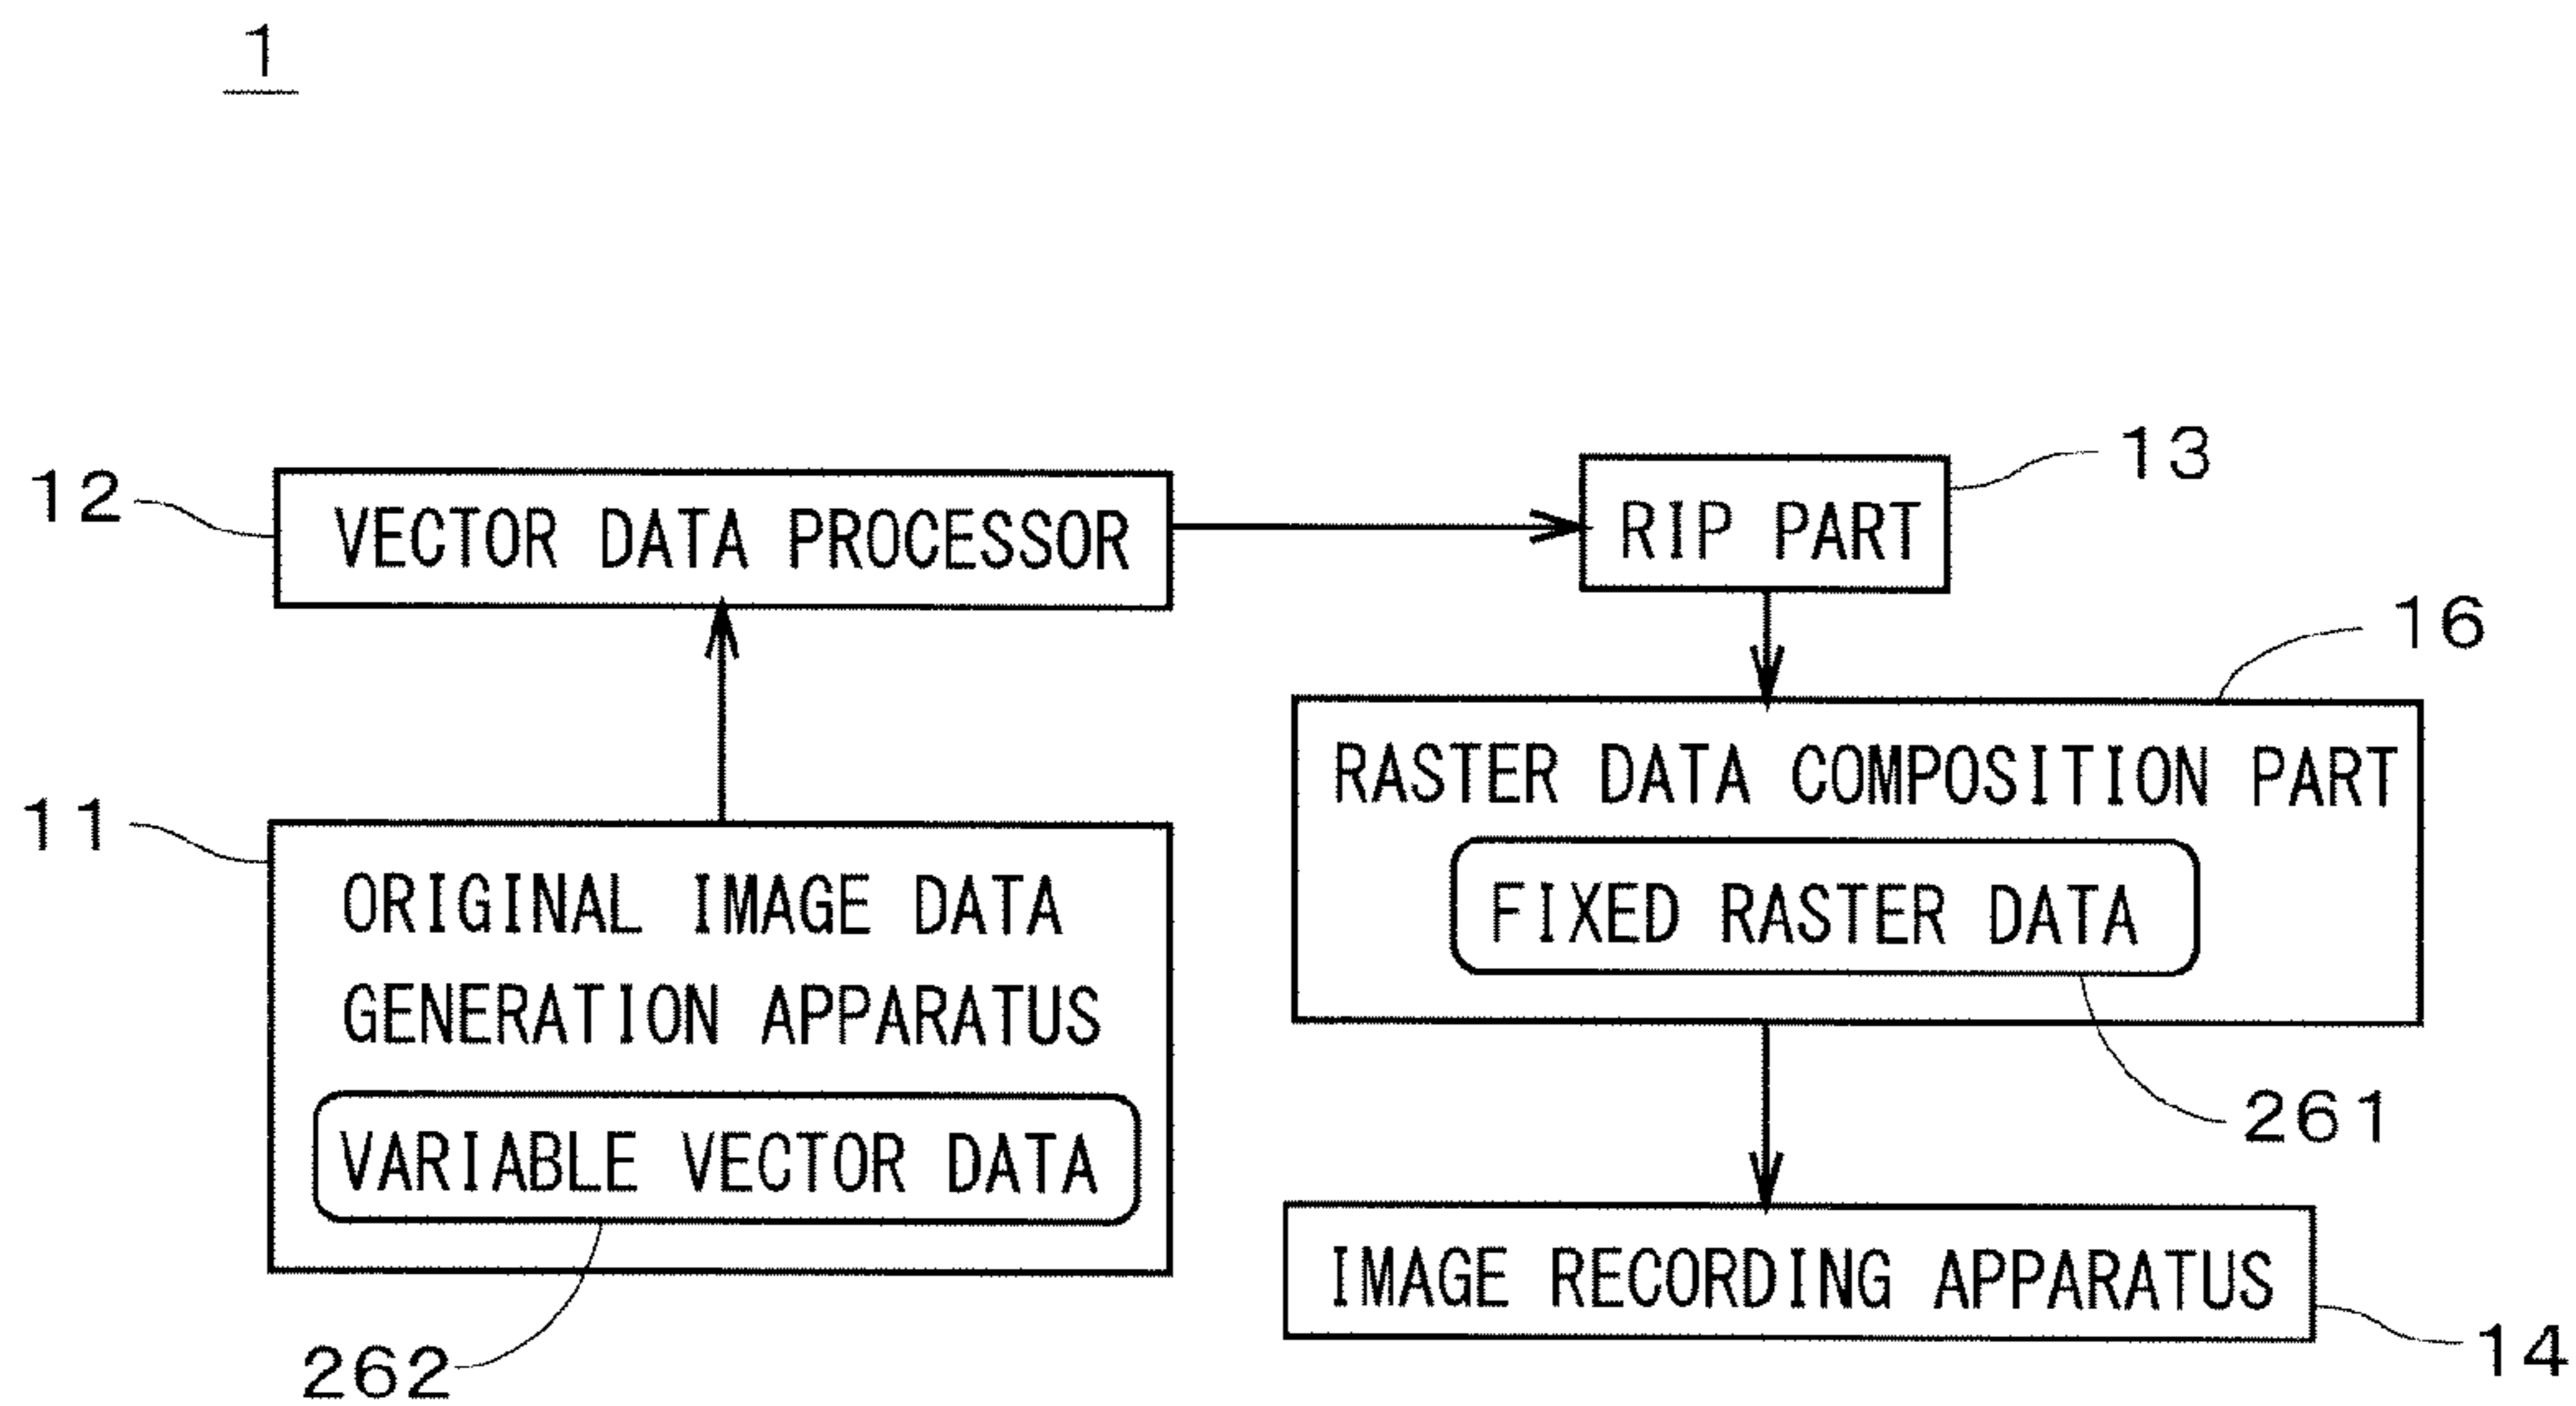 1
12
VECTOR DATA PROCESSOR
13
RIP PART
16
RASTER DATA COMPOSITION PART
FIXED RASTER DATA
261
11
ORIGINAL IMAGE DATA
GENERATION APPARATUS
VARIABLE VECTOR DATA
262
IMAGE RECORDING APPARATUS
14